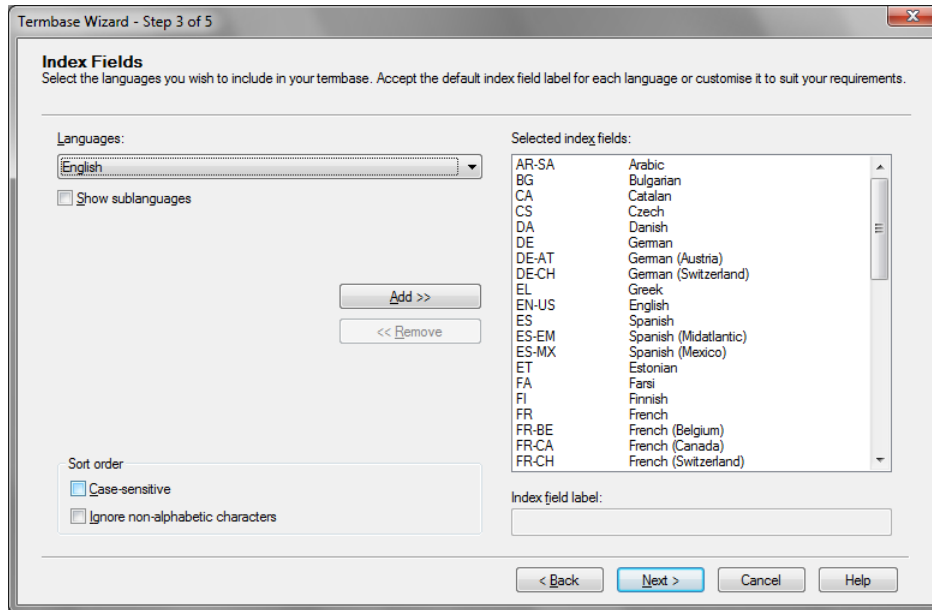 Termbase Wizard - Step 3 of 5
Index Fields
Select the languages you wish to include in your termbase. Accept the default index field label for each language or customise it to suit your requirements.
Languages:
English
Show sublanguages
Add >>
<< Remove
Sort order
Case-sensitive
Ignore non-alphabetic characters
Selected index fields:
AR-SA Arabic
BG Bulgarian
CA Catalan
CS Czech
DA Danish
DE German
DE-AT German (Austria)
DE-CH German (Switzerland)
EL Greek
EN-US English
ES Spanish
ES-EM Spanish (Midatlantic)
ES-MX Spanish (Mexico)
ET Estonian
FA Farsi
FI Finnish
FR French
FR-BE French (Belgium)
FR-CA French (Canada)
FR-CH French (Switzerland)
Index field label:
< Back
Next >
Cancel
Help